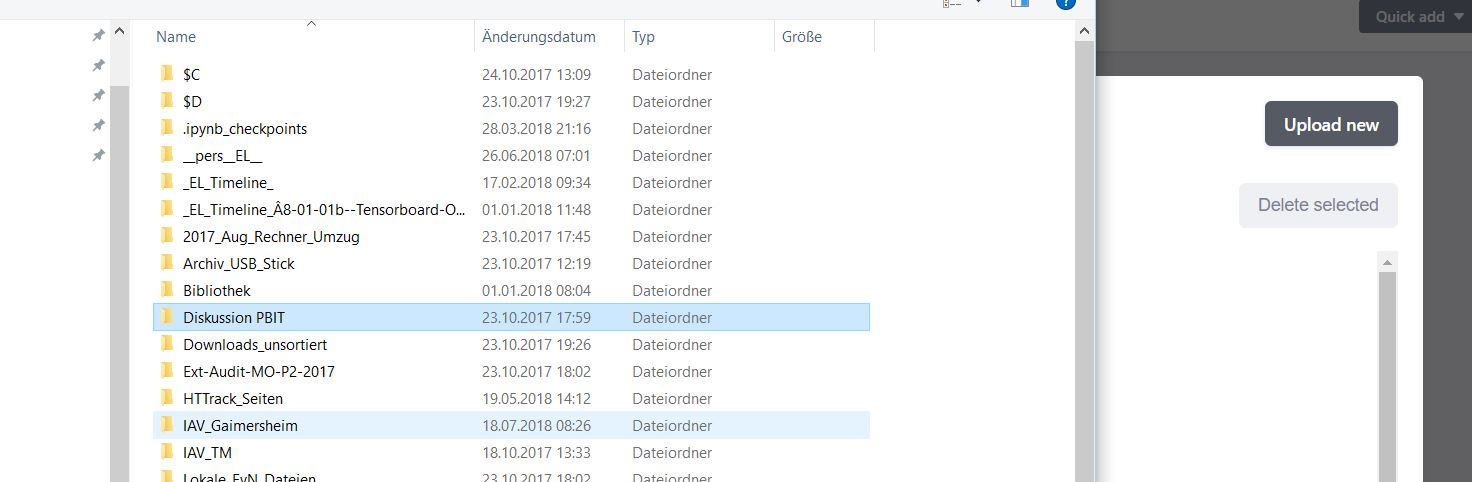 Quick add
Name Änderungsdatum Typ Größe
$C 24.10.2017 13:09 Dateiordner
$D 23.10.2017 19:27 Dateiordner
.ipynb_checkpoints 28.03.2018 21:16 Dateiordner
__pers__EL__ 26.06.2018 07:01 Dateiordner
_EL_Timeline_ 17.02.2018 09:34 Dateiordner
_EL_Timeline_Â8-01-01b--Tensorboard-O... 01.01.2018 11:48 Dateiordner
2017_Aug_Rechner_Umzug 23.10.2017 17:45 Dateiordner
Archiv_USB_Stick 23.10.2017 12:19 Dateiordner
Bibliothek 01.01.2018 08:04 Dateiordner
Diskussion PBIT 23.10.2017 17:59 Dateiordner
Downloads_unsortiert 23.10.2017 19:26 Dateiordner
Ext-Audit-MO-P2-2017 23.10.2017 18:02 Dateiordner
HTTrack_Seiten 19.05.2018 14:12 Dateiordner
IAV_Gaimersheim 18.07.2018 08:26 Dateiordner
IAV_TM 18.10.2017 13:33 Dateiordner
Lokale_EvN_Dateien 23.10.2017 18:02 Dateiordner
Upload new
Delete selected